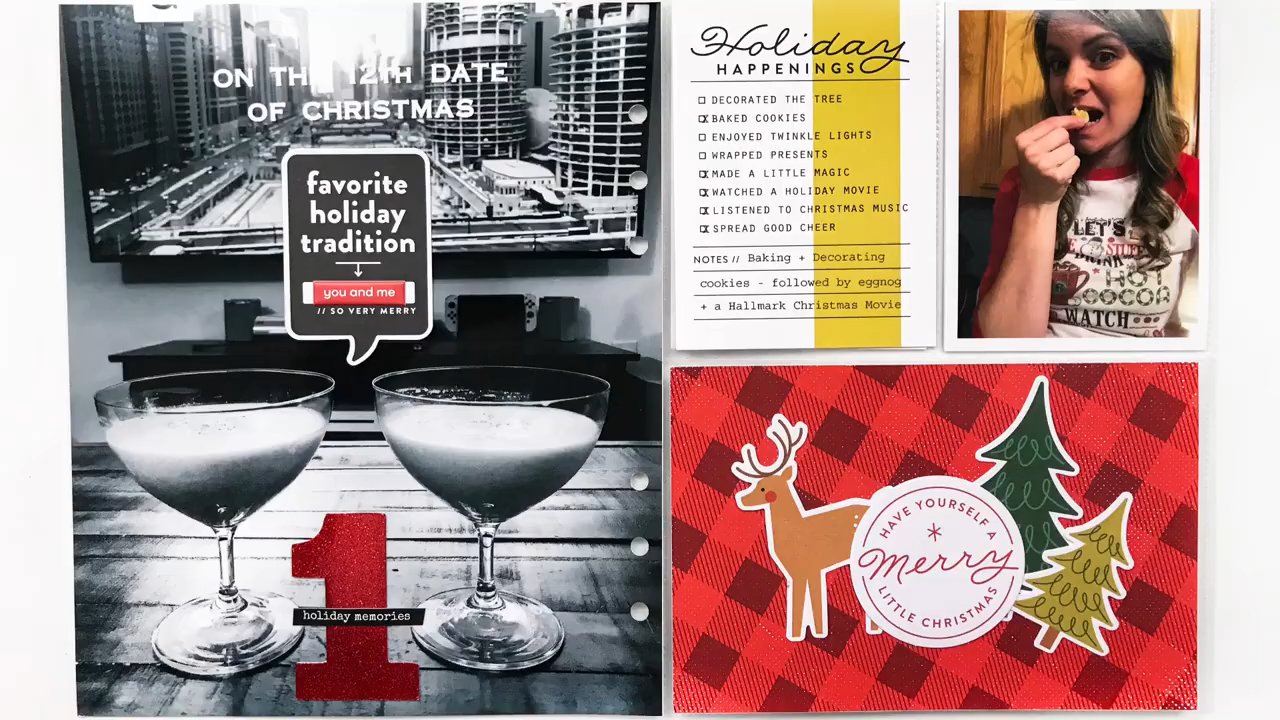 ON THE 12TH DATE
OF CHRISTMAS
favorite
holiday
tradition
you and me
// SO VERY MERRY
1
holiday memories
Holiday
HAPPENINGS
DECORATED THE TREE
BAKED COOKIES
ENJOYED TWINKLE LIGHTS
WRAPPED PRESENTS
MADE A LITTLE MAGIC
WATCHED A HOLIDAY MOVIE
LISTENED TO CHRISTMAS MUSIC
SPREAD GOOD CHEER
NOTES // Baking + Decorating
cookies - followed by eggnog
+ a Hallmark Christmas Movie
LET'S
HOT
COCOA
WATCH
HAVE YOURSELF A
Merry
LITTLE CHRISTMAS